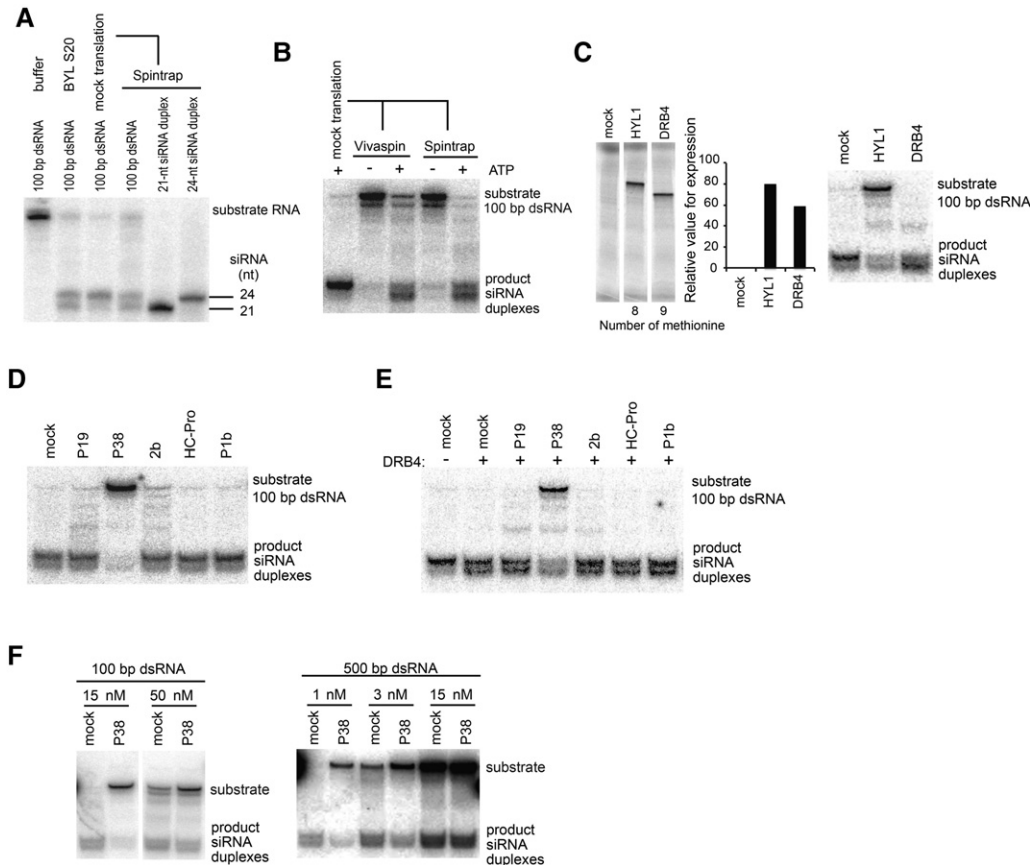 A
buffer
BYL S20
mock translation
Spintrap
100 bp dsRNA
100 bp dsRNA
100 bp dsRNA
100 bp dsRNA
21-nt siRNA duplex
24-nt siRNA duplex
substrate RNA
siRNA
(nt)
24
21
B
mock translation
Vivaspin
Spintrap
+ - + - + ATP
substrate
100 bp dsRNA
product
siRNA
duplexes
C
mock
HYL1
DRB4
8 9
Number of methionine
Relative value for expression
100
80
60
40
20
0
mock
HYL1
DRB4
mock
HYL1
DRB4
substrate
100 bp dsRNA
product
siRNA
duplexes
D
mock
P19
P38
2b
HC-Pro
P1b
substrate
100 bp dsRNA
product
siRNA
duplexes
E
mock
mock
P19
P38
2b
HC-Pro
P1b
DRB4: - + + + + + +
substrate
100 bp dsRNA
product
siRNA
duplexes
F
100 bp dsRNA
15 nM 50 nM
mock
P38
mock
P38
substrate
product
siRNA
duplexes
500 bp dsRNA
1 nM 3 nM 15 nM
mock
P38
mock
P38
mock
P38
substrate
product
siRNA
duplexes